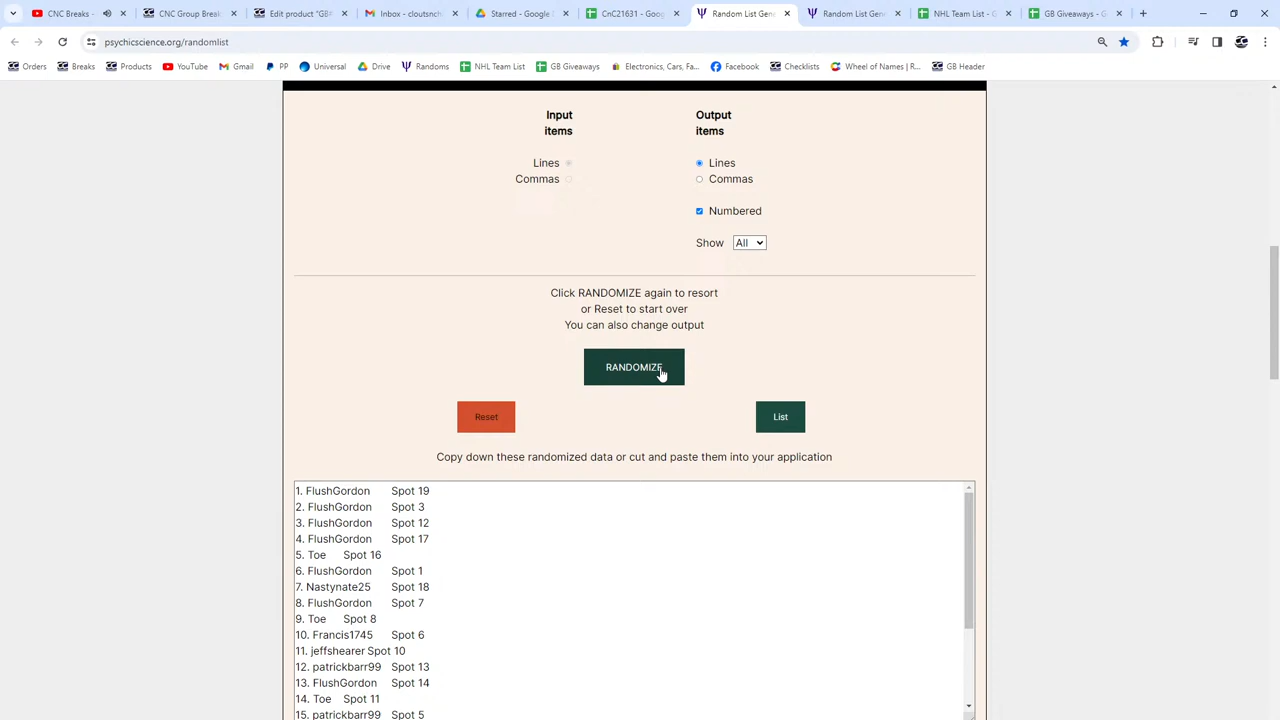 CNC Breaks -
CNC Group Break
Edit product "GB#
Inbox - cloutsnch
Starred - Google D
CnC21631 - Goog
Random List Gene
Random List Gene
NHL Team List - G
GB Giveaways - G
psychicscience.org/randomlist
Orders
Breaks
Products
YouTube
Gmail
PP
Universal
Drive
Randoms
NHL Team List
GB Giveaways
Electronics, Cars, Fa...
Facebook
Checklists
Wheel of Names | R...
GB Header
Input
items
Output
items
Lines
Commas
Lines
Commas
Numbered
Show All
Click RANDOMIZE again to resort
or Reset to start over
You can also change output
RANDOMIZE
Reset
List
Copy down these randomized data or cut and paste them into your application
1. FlushGordon Spot 19
2. FlushGordon Spot 3
3. FlushGordon Spot 12
4. FlushGordon Spot 17
5. Toe Spot 16
6. FlushGordon Spot 1
7. Nastynate25 Spot 18
8. FlushGordon Spot 7
9. Toe Spot 8
10. Francis1745 Spot 6
11. jeffshearer Spot 10
12. patrickbarr99 Spot 13
13. FlushGordon Spot 14
14. Toe Spot 11
15. patrickbarr99 Spot 5